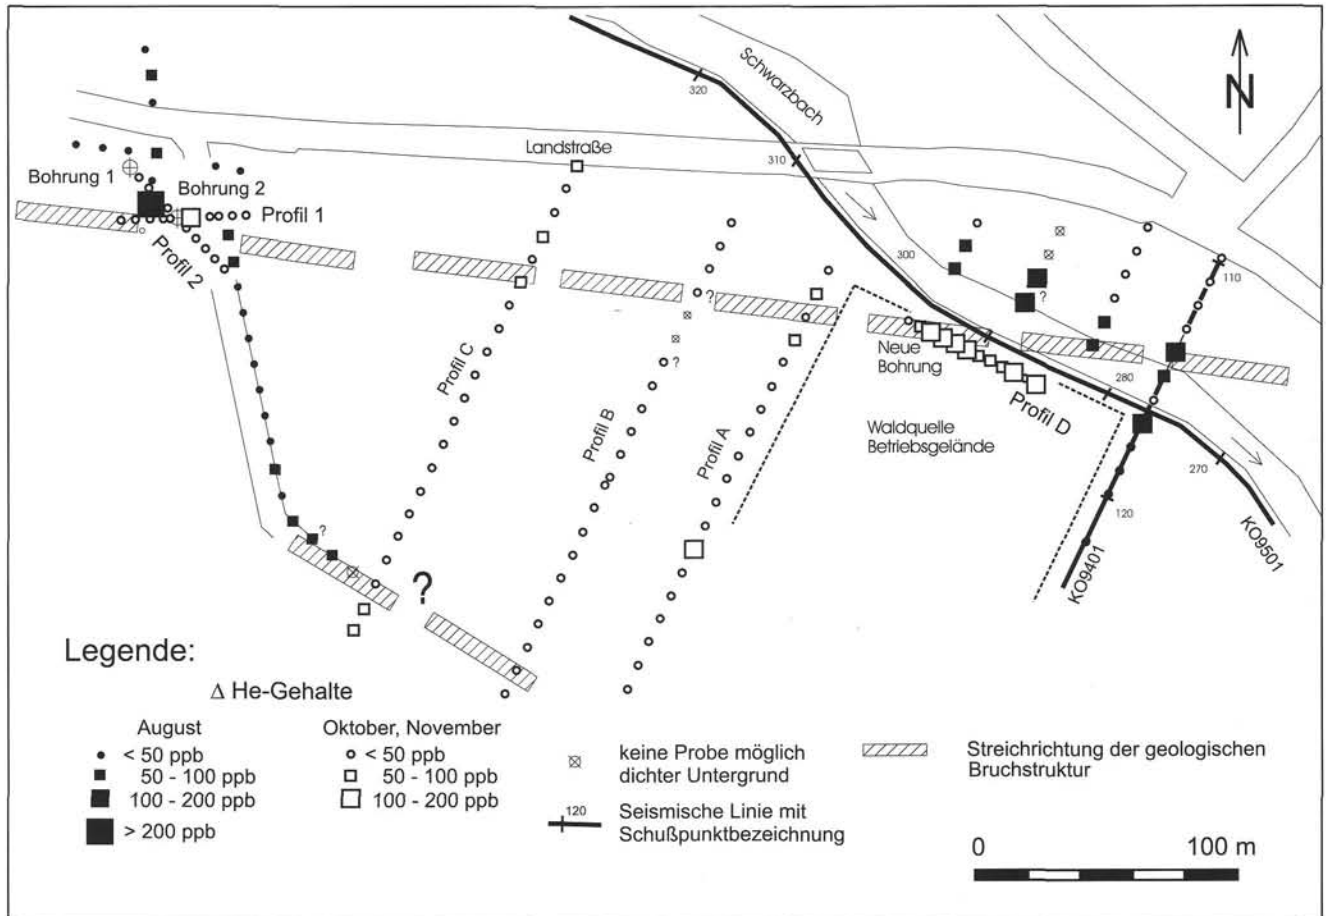 N
Schwarzbach
320
310
300
280
270
110
120
Landstraße
Bohrung 1
Bohrung 2
Profil 1
Profil 2
Profil C
Profil B
Profil A
Profil D
?
?
?
?
?
Neue
Bohrung
Waldquelle
Betriebsgelände
KO9401
KO9501
Legende:
Δ He-Gehalte
August
< 50 ppb
50 - 100 ppb
100 - 200 ppb
> 200 ppb
Oktober, November
< 50 ppb
50 - 100 ppb
100 - 200 ppb
keine Probe möglich
dichter Untergrund
120
Seismische Linie mit
Schußpunktbezeichnung
Streichrichtung der geologischen
Bruchstruktur
0 100 m